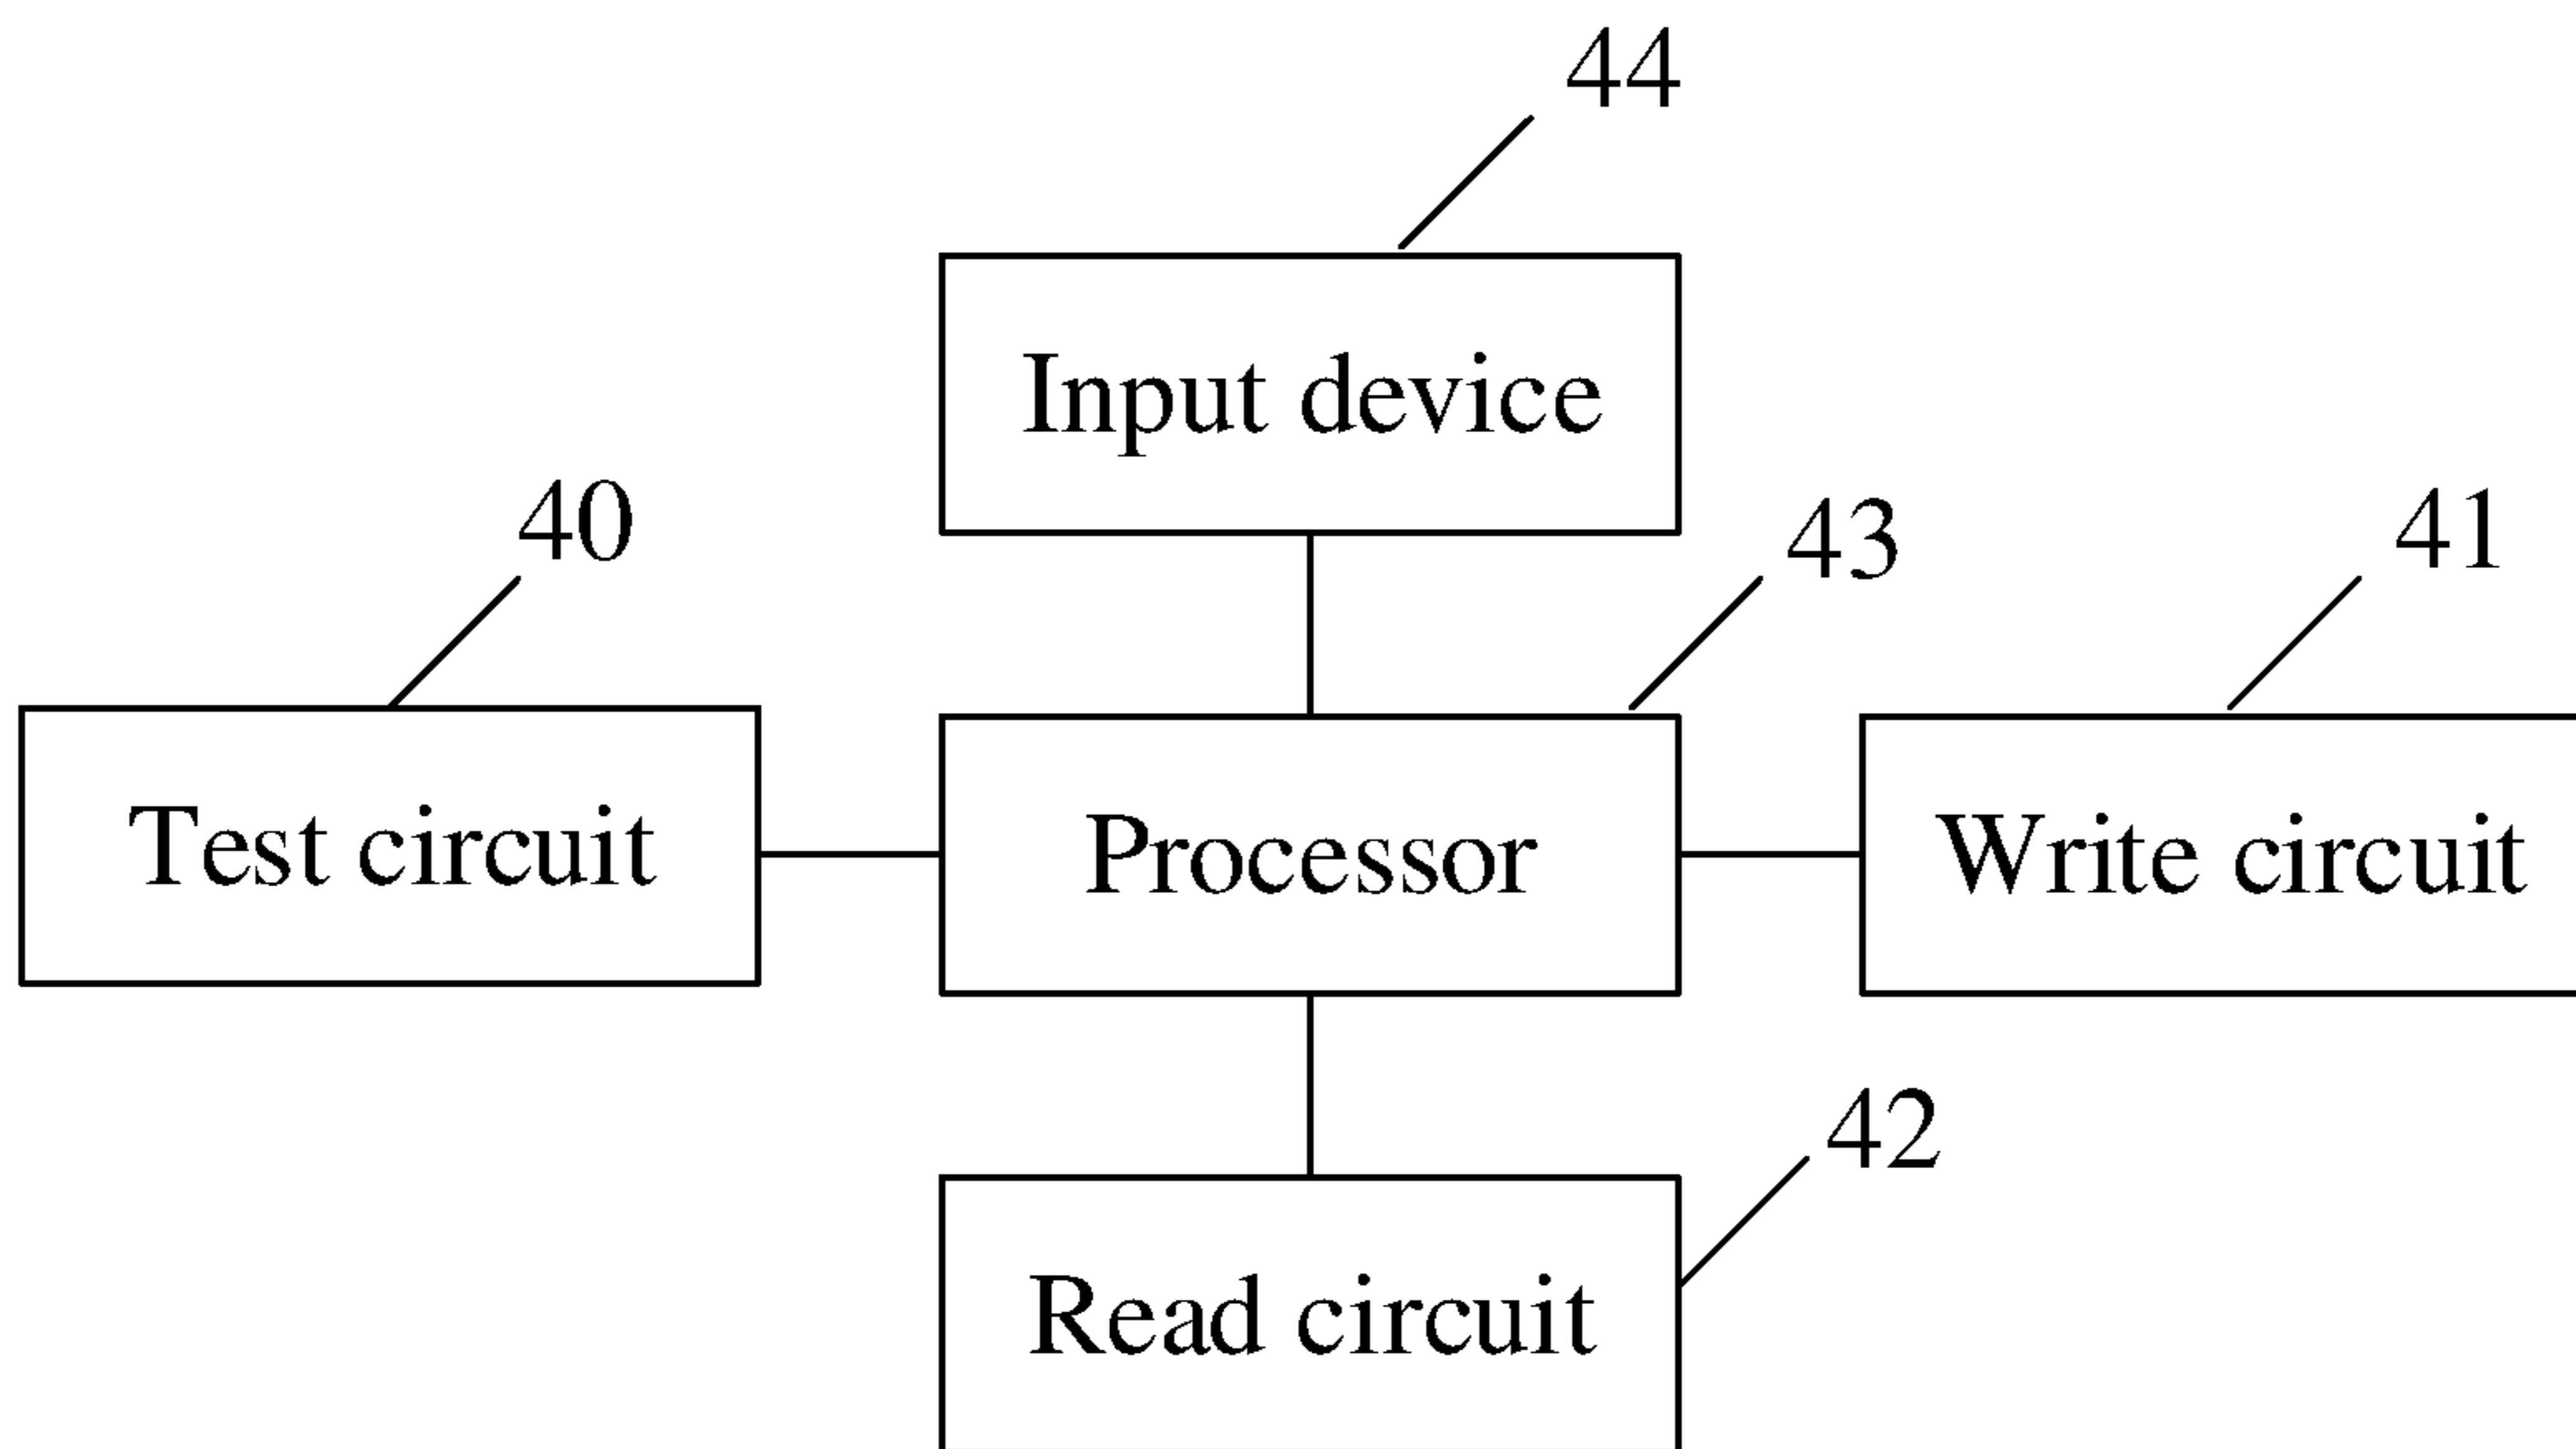 44
Input device
40
43
41
Test circuit
Processor
Write circuit
42
Read circuit